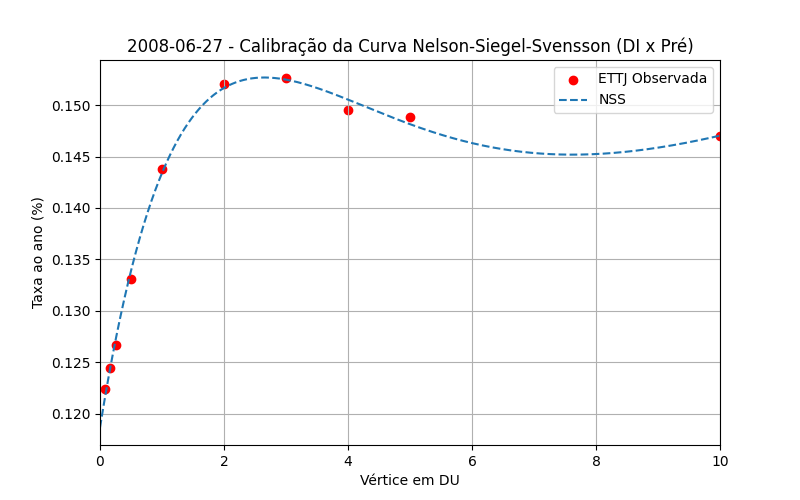 2008-06-27 - Calibração da Curva Nelson-Siegel-Svensson (DI x Pré)
ETTJ Observada
NSS
Taxa ao ano (%)
0.150
0.145
0.140
0.135
0.130
0.125
0.120
0
2
4
6
8
10
Vértice em DU